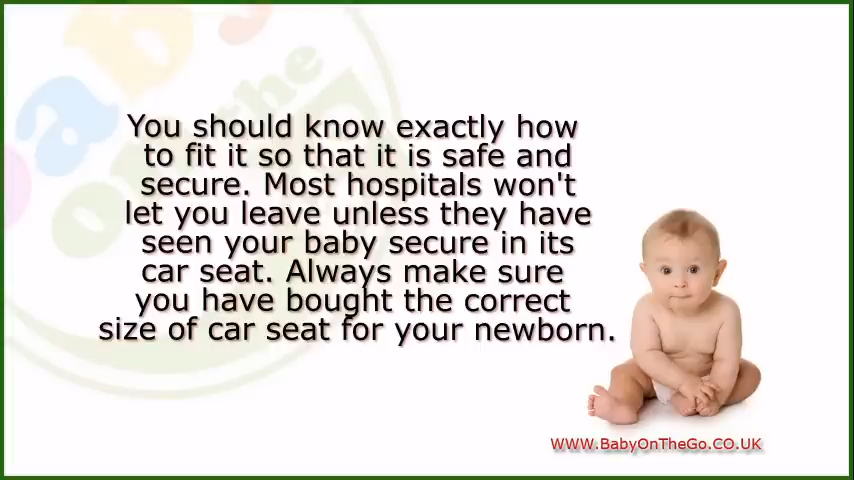 You should know exactly how
to fit it so that it is safe and
secure. Most hospitals won't
let you leave unless they have
seen your baby secure in its
car seat. Always make sure
you have bought the correct
size of car seat for your newborn.
WWW.BabyOnTheGo.CO.UK